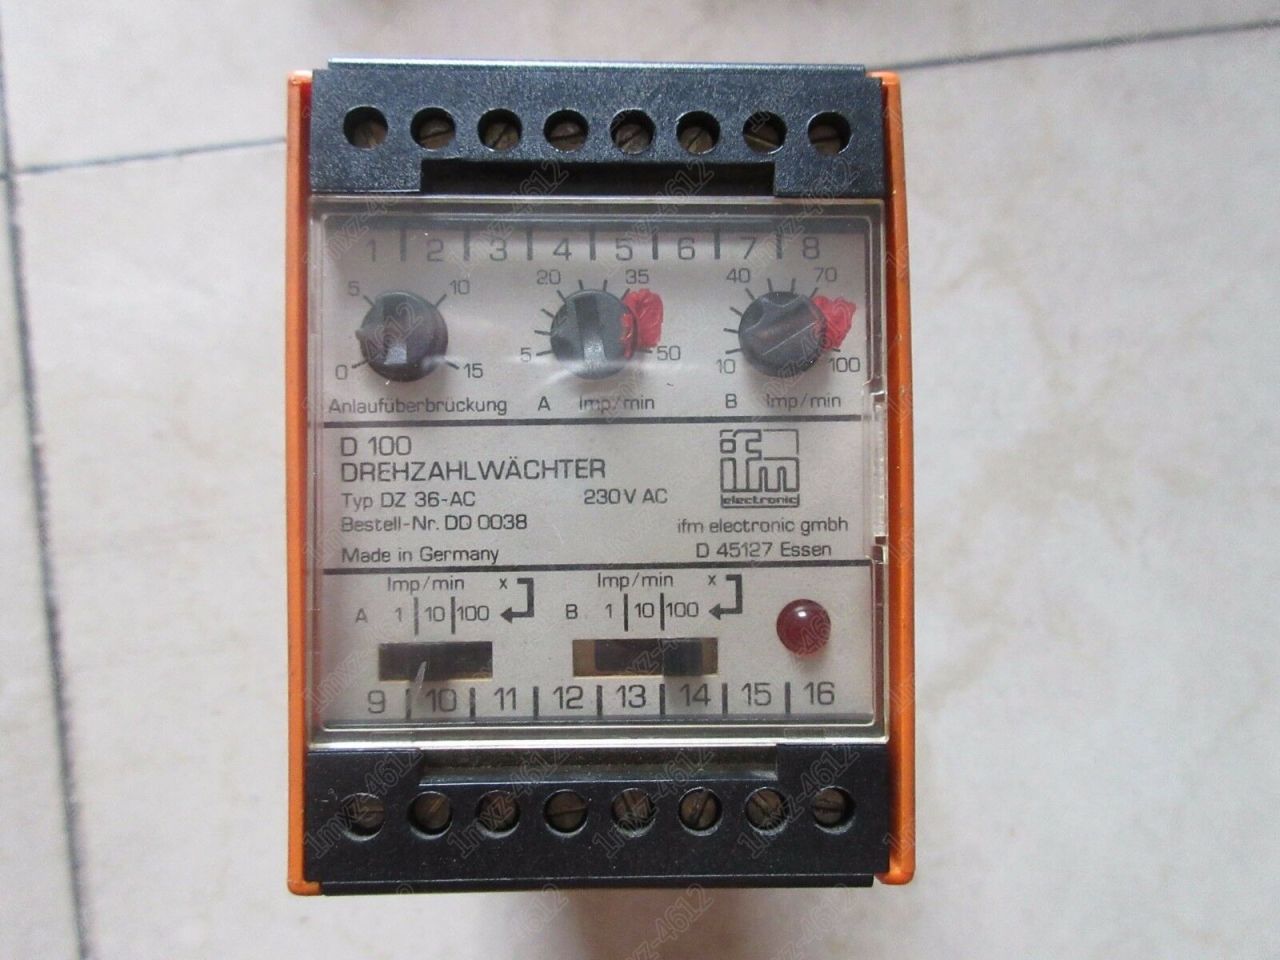 1 2 3 4 5 6 7 8
5 10 20 35 40 70
0 15 5 50 10 100
Anlaufüberbrückung A Imp/min B Imp/min
D 100
DREHZAHLWÄCHTER
Typ DZ 36-AC 230V AC
Bestell-Nr. DD 0038
Made in Germany
ifm
electronic
ifm electronic gmbh
D 45127 Essen
Imp/min x Imp/min x
A 1 10 100 B 1 10 100
9 10 11 12 13 14 15 16
1mxz-4612